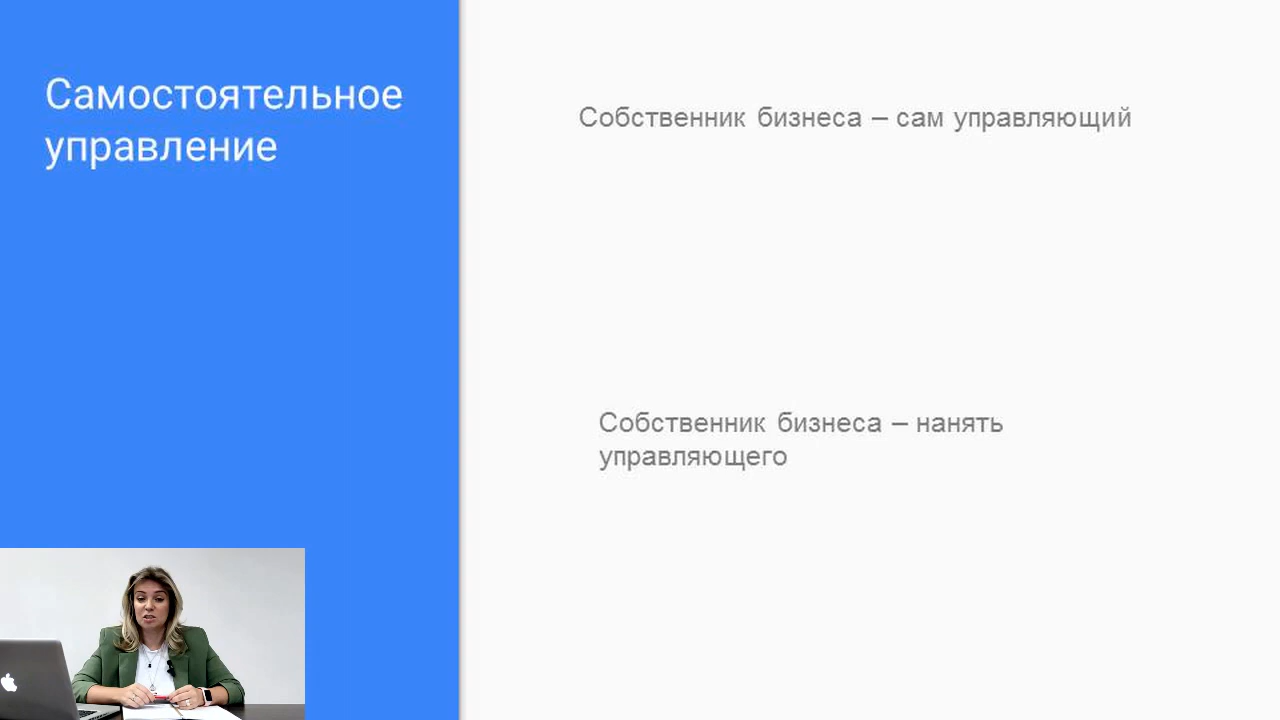 Самостоятельное
управление
Собственник бизнеса – сам управляющий
Собственник бизнеса – нанять
управляющего